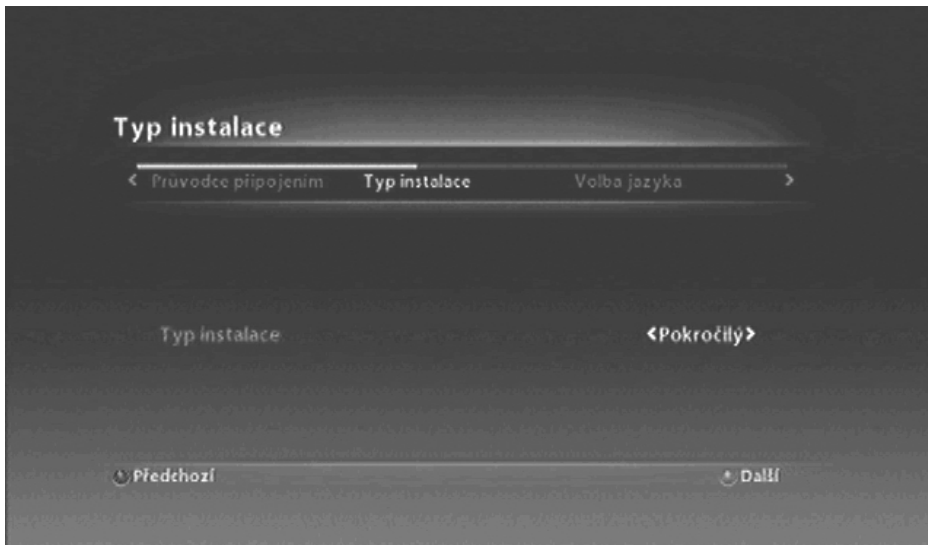 Typ instalace
< Průvodce připojením Typ instalace Volba jazyka >
Typ instalace <Pokročilý>
Předchozí Další